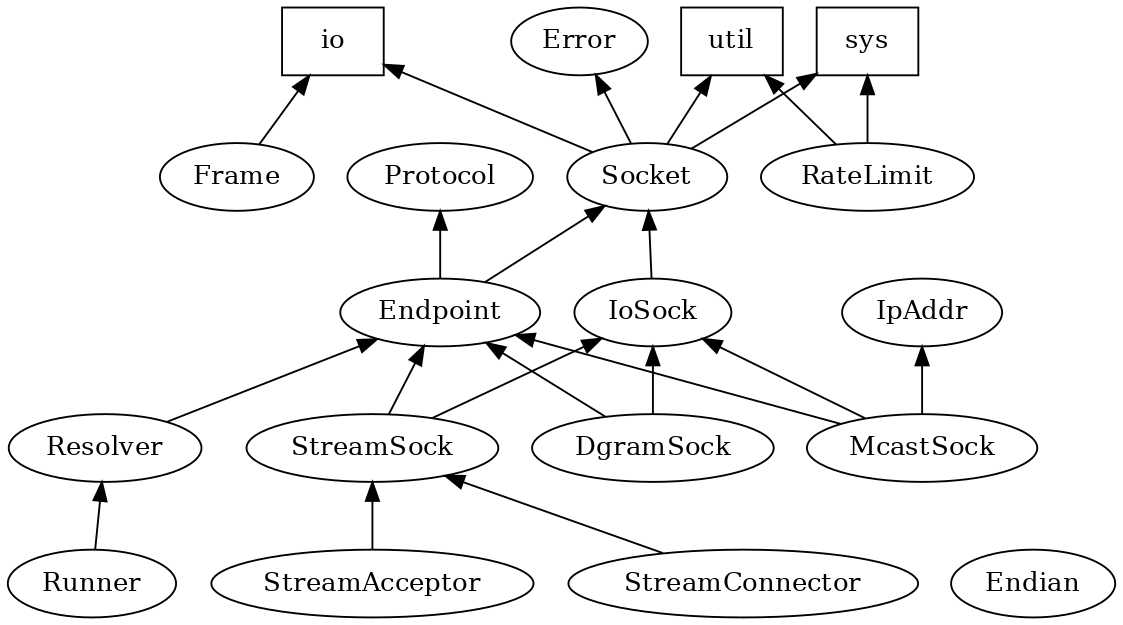 io
Error
util
sys
Frame
Protocol
Socket
RateLimit
Endpoint
IoSock
IpAddr
Resolver
StreamSock
DgramSock
McastSock
Runner
StreamAcceptor
StreamConnector
Endian